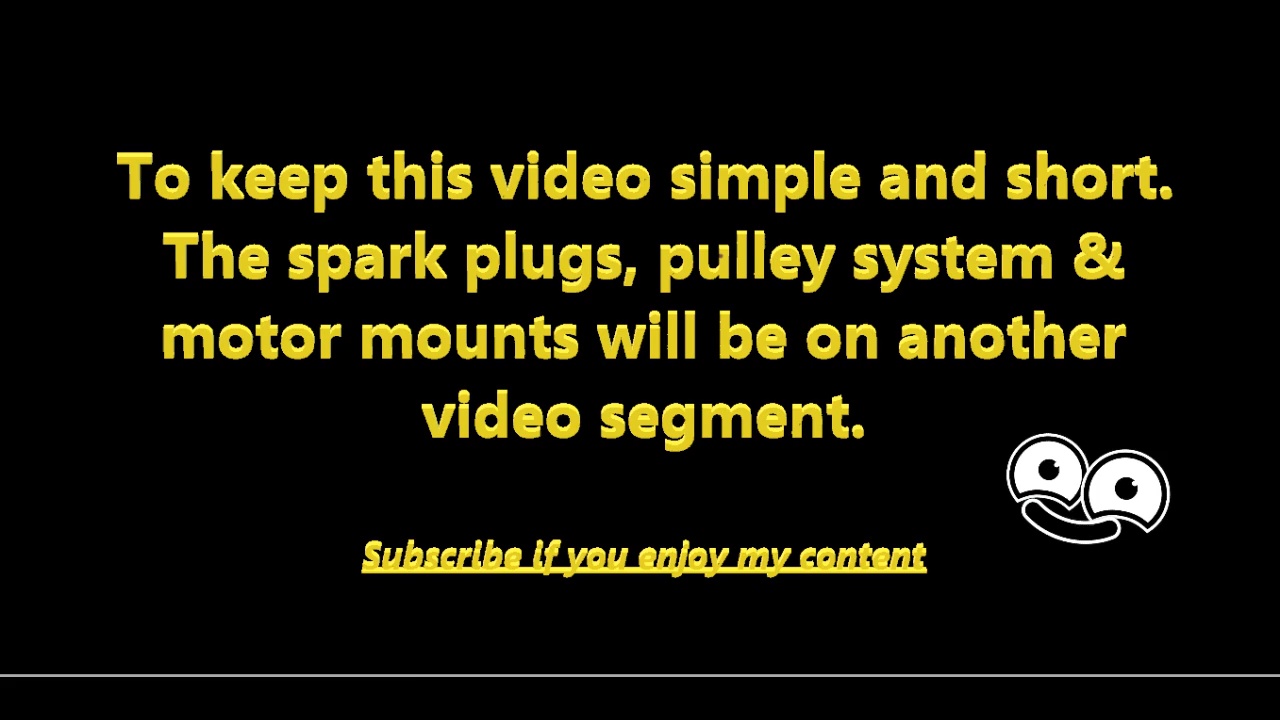 To keep this video simple and short.
The spark plugs, pulley system &
motor mounts will be on another
video segment.
Subscribe if you enjoy my content